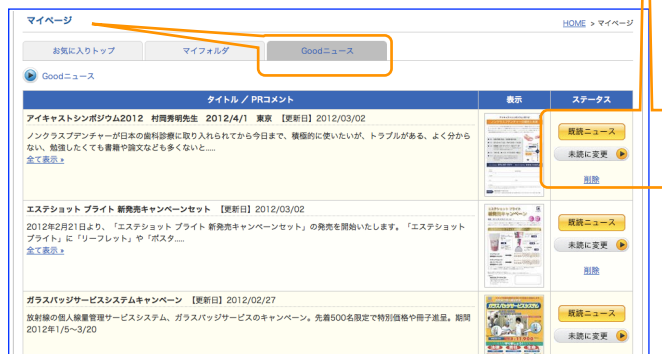 マイページ
HOME > マイページ
お気に入りトップ
マイフォルダ
Goodニュース
Goodニュース
タイトル / PRコメント
表示
ステータス
アイキャストシンポジウム2012 村岡秀明先生 2012/4/1 東京 【更新日】2012/03/02
ノンクラスプデンチャーが日本の歯科診療に取り入れられてから今日まで、積極的に使いたいが、トラブルがある、よく分から
ない、勉強したくても書籍や論文なども多くないと.....
全て表示 »
既読ニュース
未読に変更
削除
エステショット ブライト 新発売キャンペーンセット 【更新日】2012/03/02
2012年2月21日より、「エステショット ブライト 新発売キャンペーンセット」の発売を開始いたします。「エステショット
ブライト」に「リーフレット」や「ポスタ.....
全て表示 »
既読ニュース
未読に変更
削除
ガラスバッジサービスシステムキャンペーン 【更新日】2012/02/27
放射線の個人線量管理サービスシステム、ガラスバッジサービスのキャンペーン。先着500名限定で特別価格や冊子進呈。期間
2012年1/5~3/20
既読ニュース
未読に変更